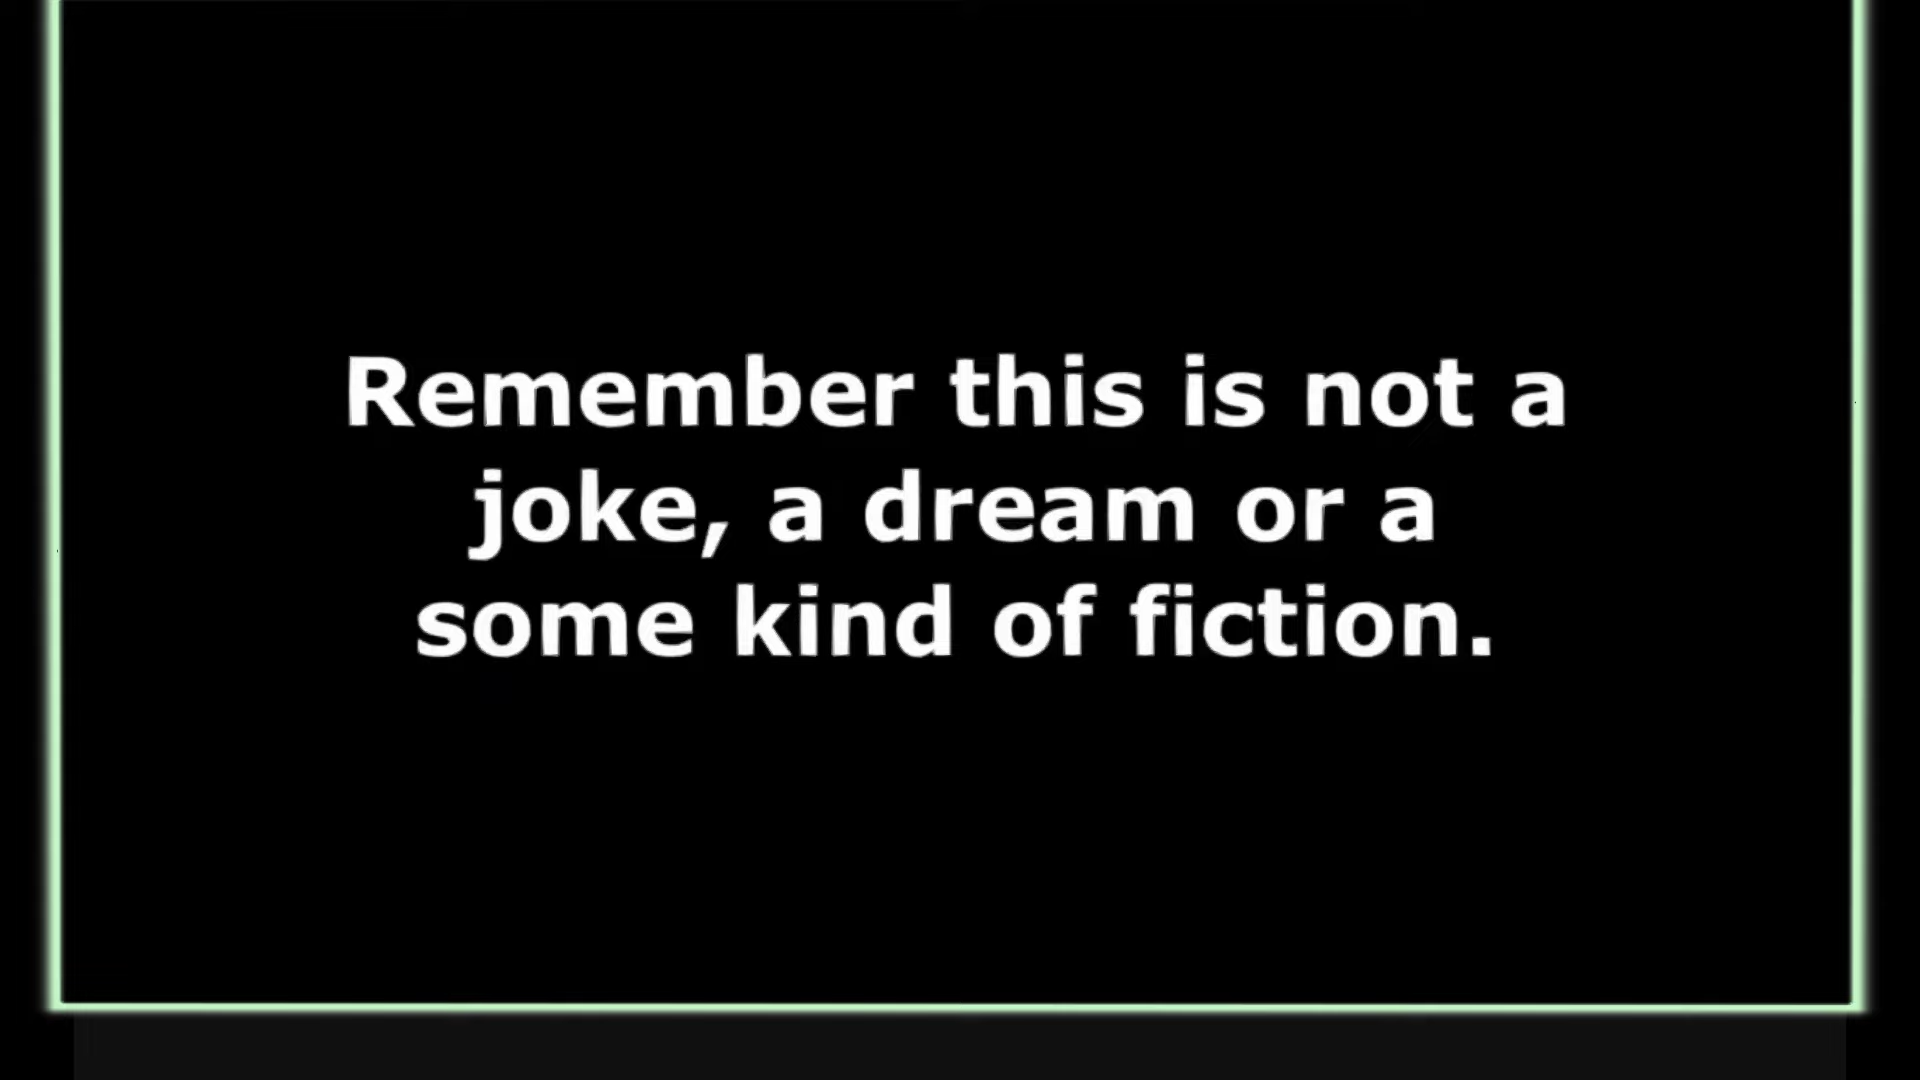 Remember this is not a
joke, a dream or a
some kind of fiction.